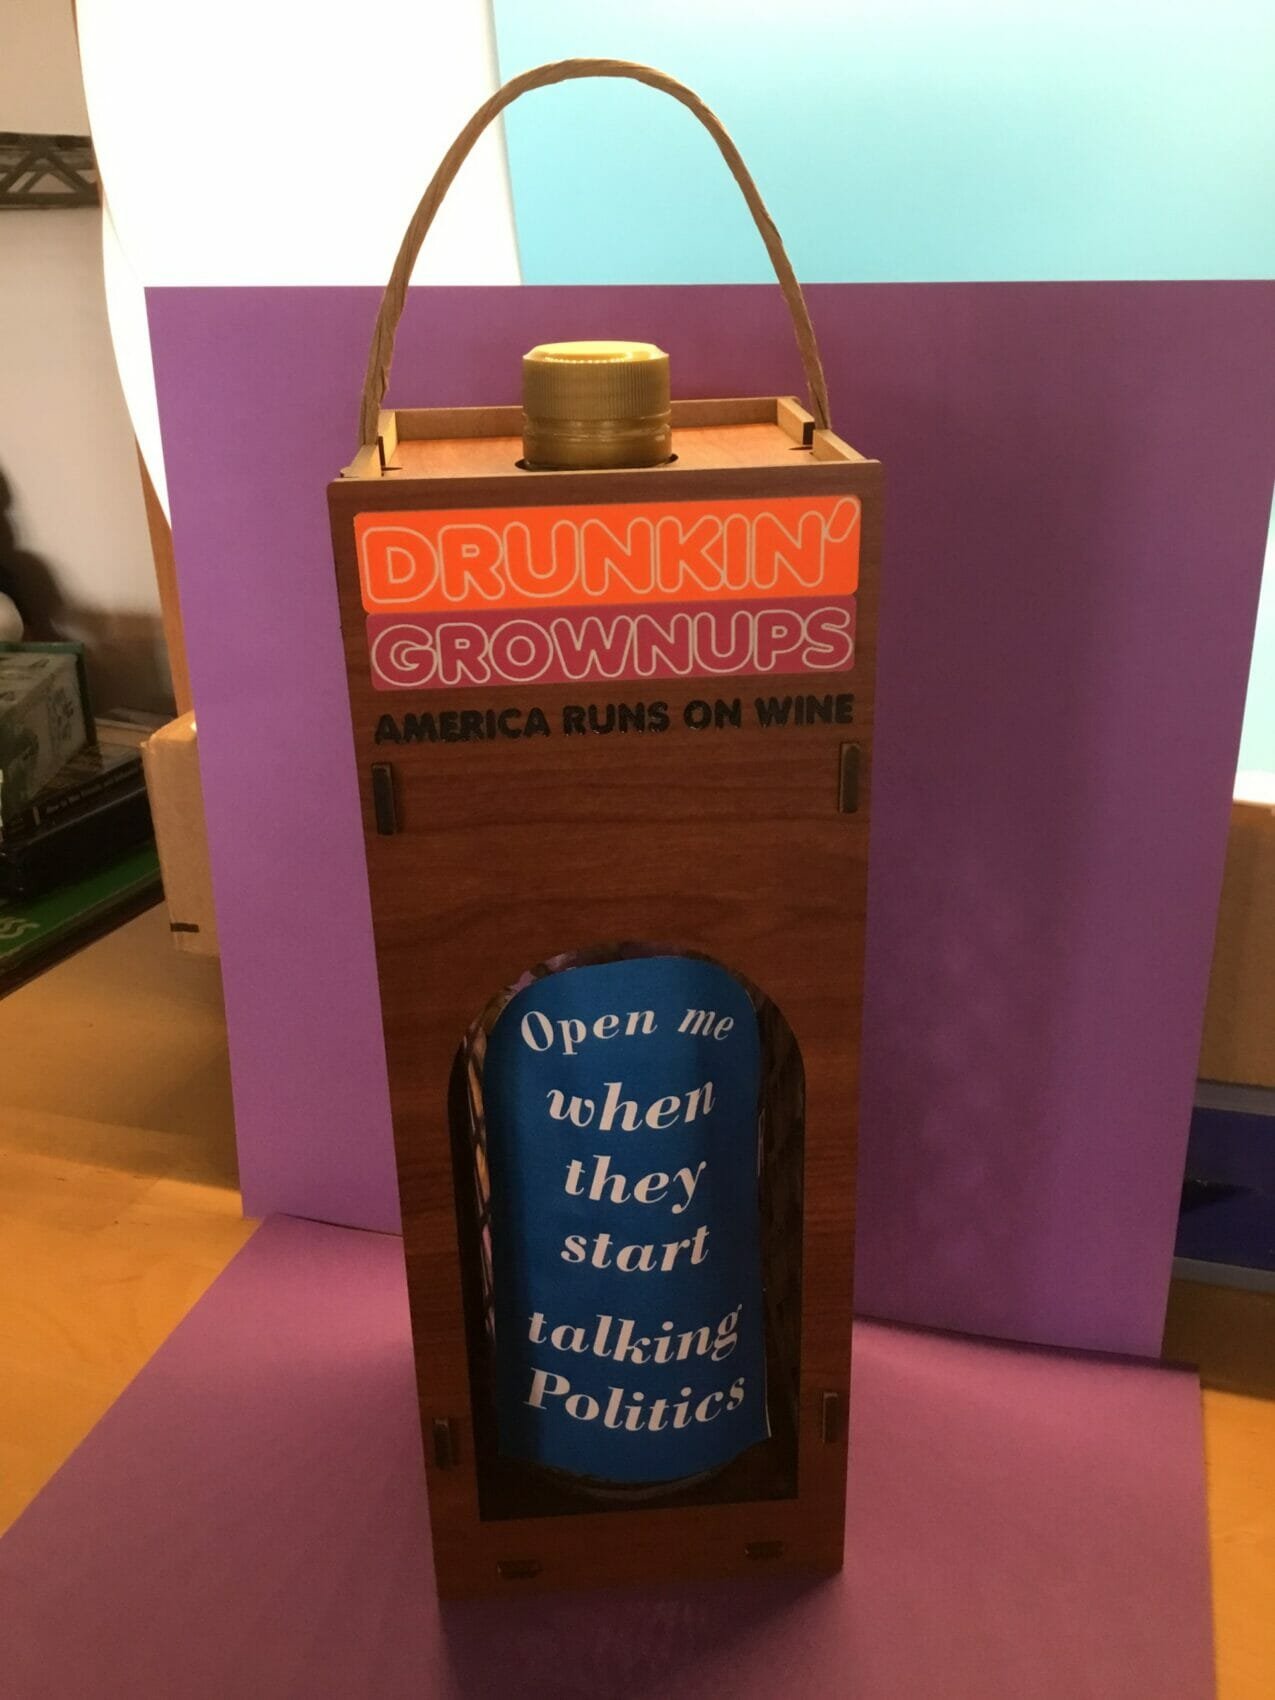 DRUNKIN'
GROWNUPS
AMERICA RUNS ON WINE
Open me
when
they
start
talking
Politics